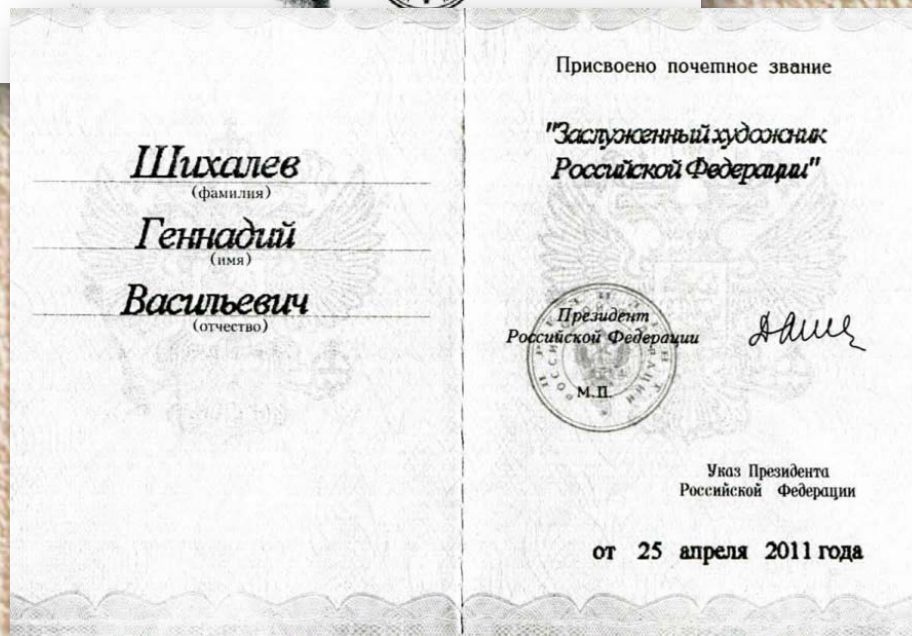 Шихалев
(фамилия)
Геннадий
(имя)
Васильевич
(отчество)
Присвоено почетное звание
"Заслуженный художник
Российской Федерации"
Президент
Российской Федерации
М.П.
Указ Президента
Российской Федерации
от 25 апреля 2011 года